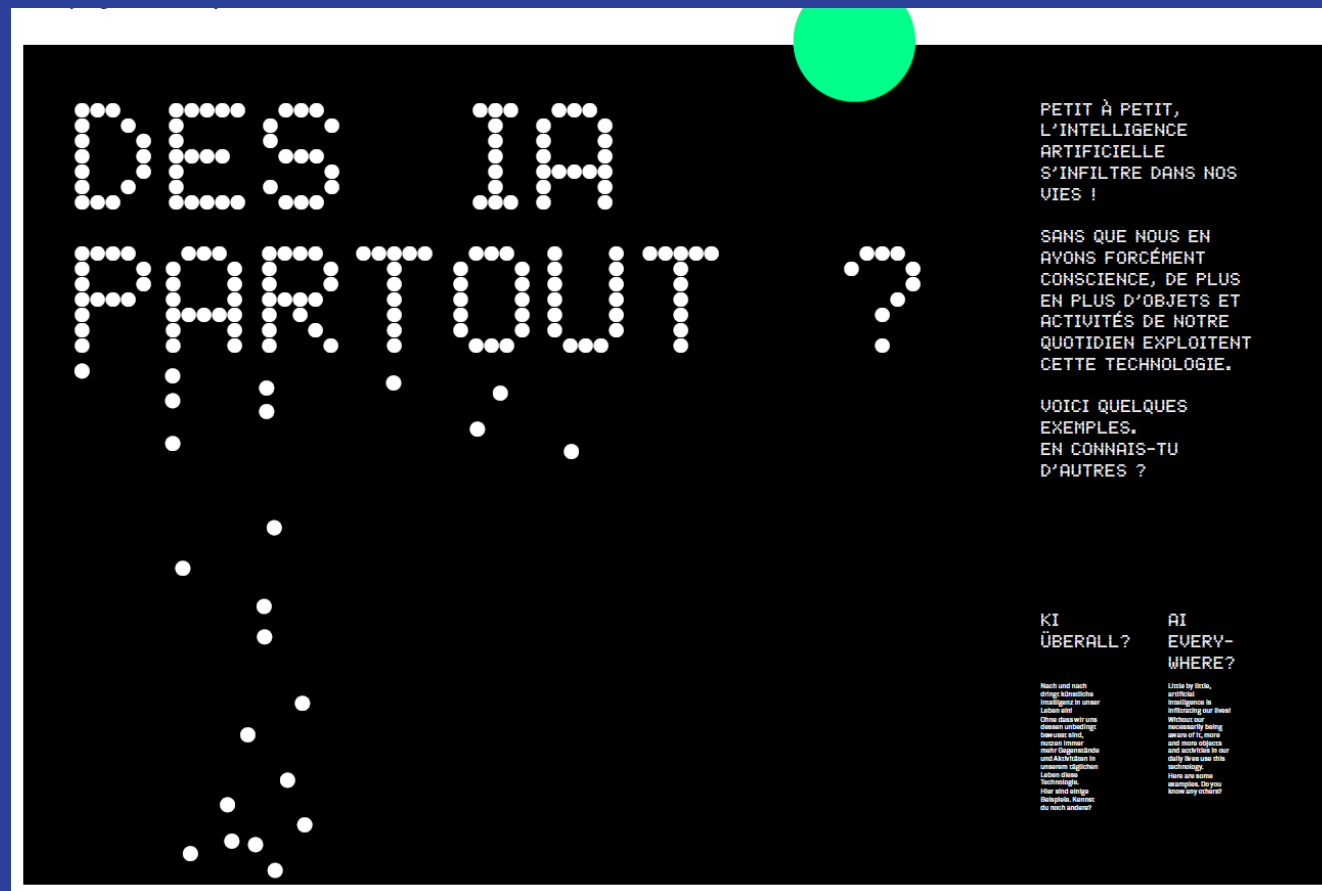 DES IA
PARTOUT ?
PETIT À PETIT,
L'INTELLIGENCE
ARTIFICIELLE
S'INFILTRE DANS NOS
VIES !
SANS QUE NOUS EN
AYONS FORCÉMENT
CONSCIENCE, DE PLUS
EN PLUS D'OBJETS ET
ACTIVITÉS DE NOTRE
QUOTIDIEN EXPLOITENT
CETTE TECHNOLOGIE.
VOICI QUELQUES
EXEMPLES.
EN CONNAIS-TU
D'AUTRES ?
KI
ÜBERALL?
Nach und nach
dringt künstliche
Intelligenz in unser
Leben ein!
Ohne dass wir uns
dessen unbedingt
bewusst sind,
nutzen immer
mehr Gegenstände
und Aktivitäten in
unserem täglichen
Leben diese
Technologie.
Hier sind einige
Beispiele. Kennst
du noch andere?
AI
EVERY-
WHERE?
Little by little,
artificial
intelligence is
infiltrating our lives!
Without our
necessarily being
aware of it, more
and more objects
and activities in our
daily lives use this
technology.
Here are some
examples. Do you
know any others?